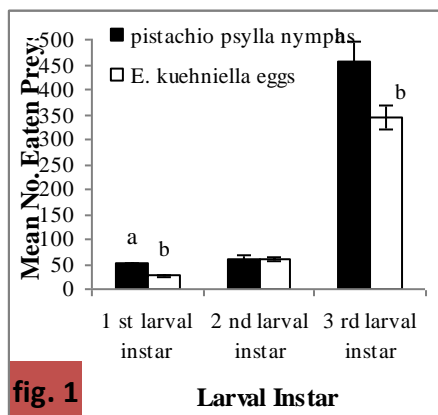 Mean No. Eaten Prey
500
450
400
350
300
250
200
150
100
50
0
pistachio psylla nymphs
E. kuehniella eggs
a
b
b
1 st larval instar
2 nd larval instar
3 rd larval instar
Larval Instar
fig. 1